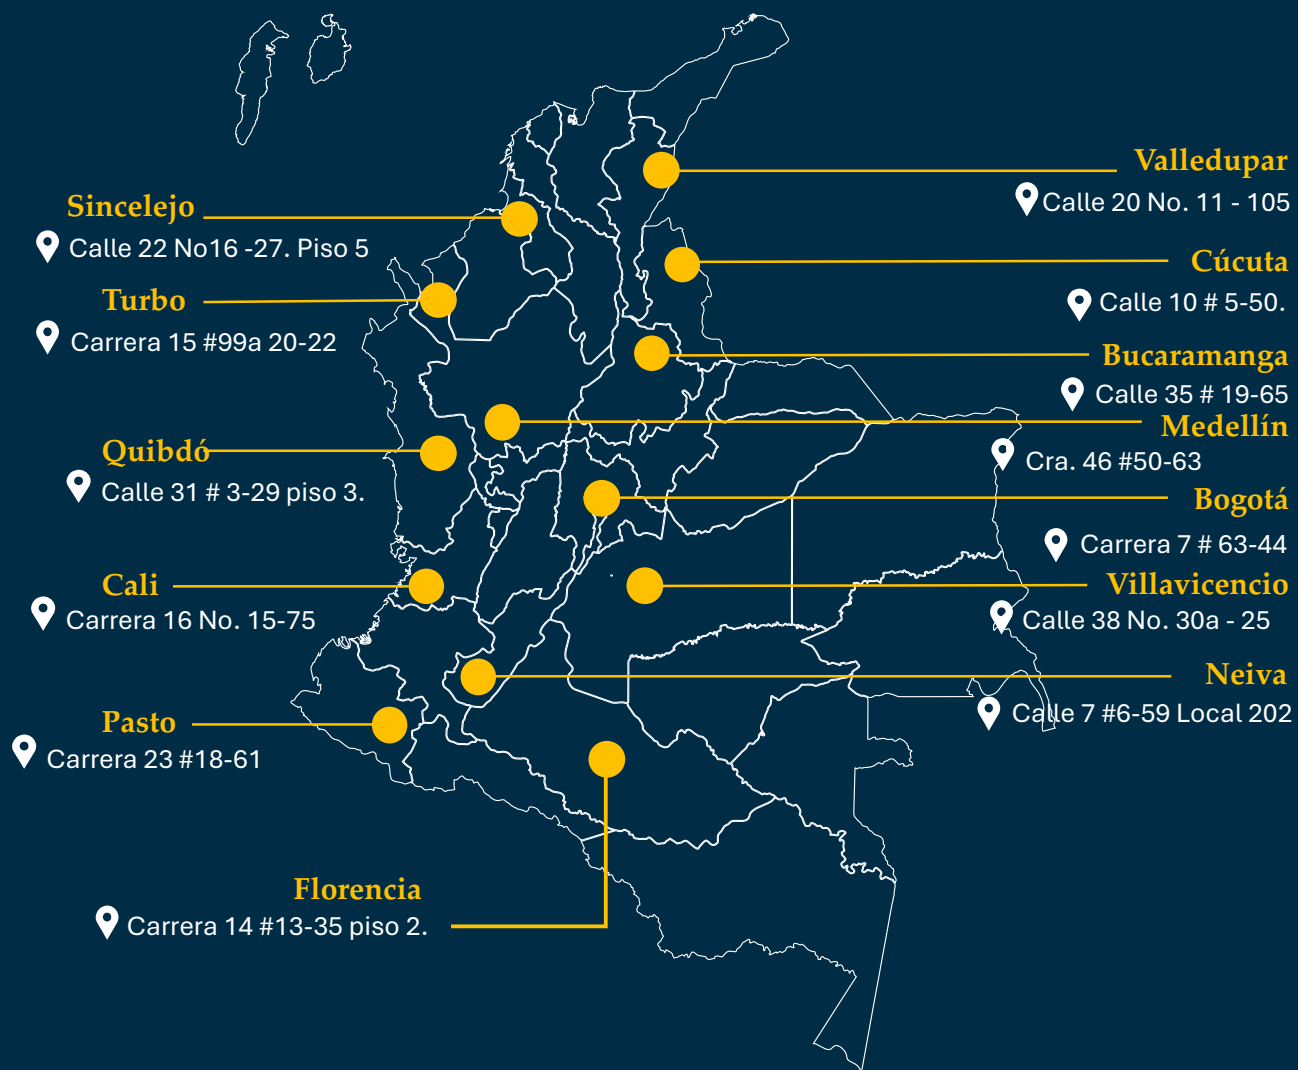 Sincelejo
Calle 22 No16 -27. Piso 5
Turbo
Carrera 15 #99a 20-22
Quibdó
Calle 31 # 3-29 piso 3.
Cali
Carrera 16 No. 15-75
Pasto
Carrera 23 #18-61
Florencia
Carrera 14 #13-35 piso 2.
Valledupar
Calle 20 No. 11 - 105
Cúcuta
Calle 10 # 5-50.
Bucaramanga
Calle 35 # 19-65
Medellín
Cra. 46 #50-63
Bogotá
Carrera 7 # 63-44
Villavicencio
Calle 38 No. 30a - 25
Neiva
Calle 7 #6-59 Local 202